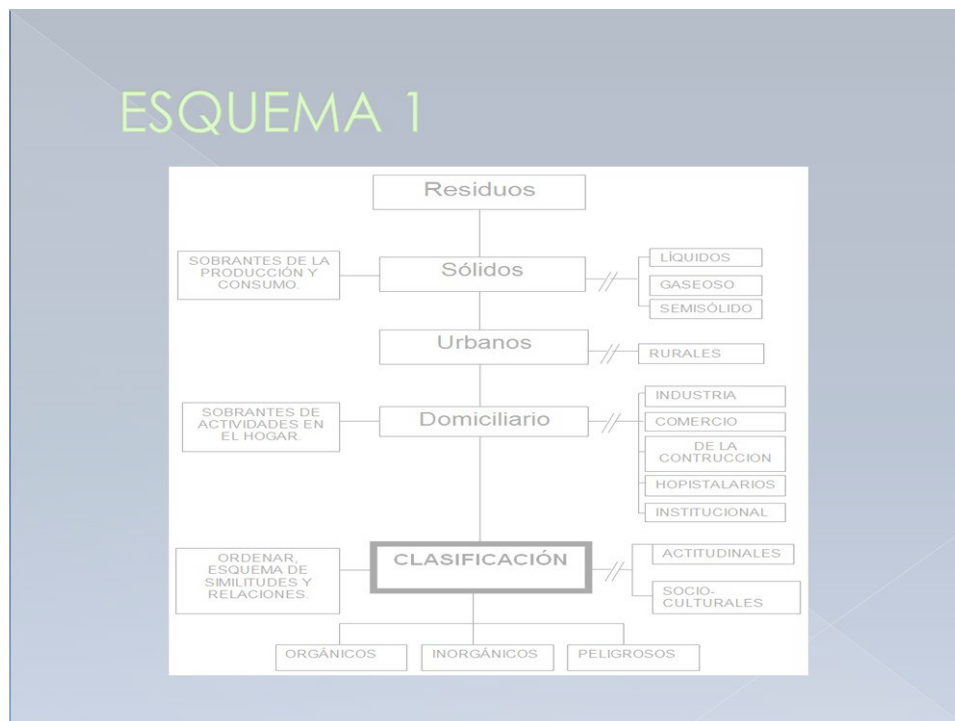 ESQUEMA 1
Residuos
SOBRANTES DE LA
PRODUCCIÓN Y
CONSUMO.
Sólidos
LÍQUIDOS
GASEOSO
SEMISÓLIDO
Urbanos
RURALES
SOBRANTES DE
ACTIVIDADES EN
EL HOGAR.
Domiciliario
INDUSTRIA
COMERCIO
DE LA
CONTRUCCION
HOPISTALARIOS
INSTITUCIONAL
ORDENAR,
ESQUEMA DE
SIMILITUDES Y
RELACIONES.
CLASIFICACIÓN
ACTITUDINALES
SOCIO-
CULTURALES
ORGÁNICOS
INORGÁNICOS
PELIGROSOS